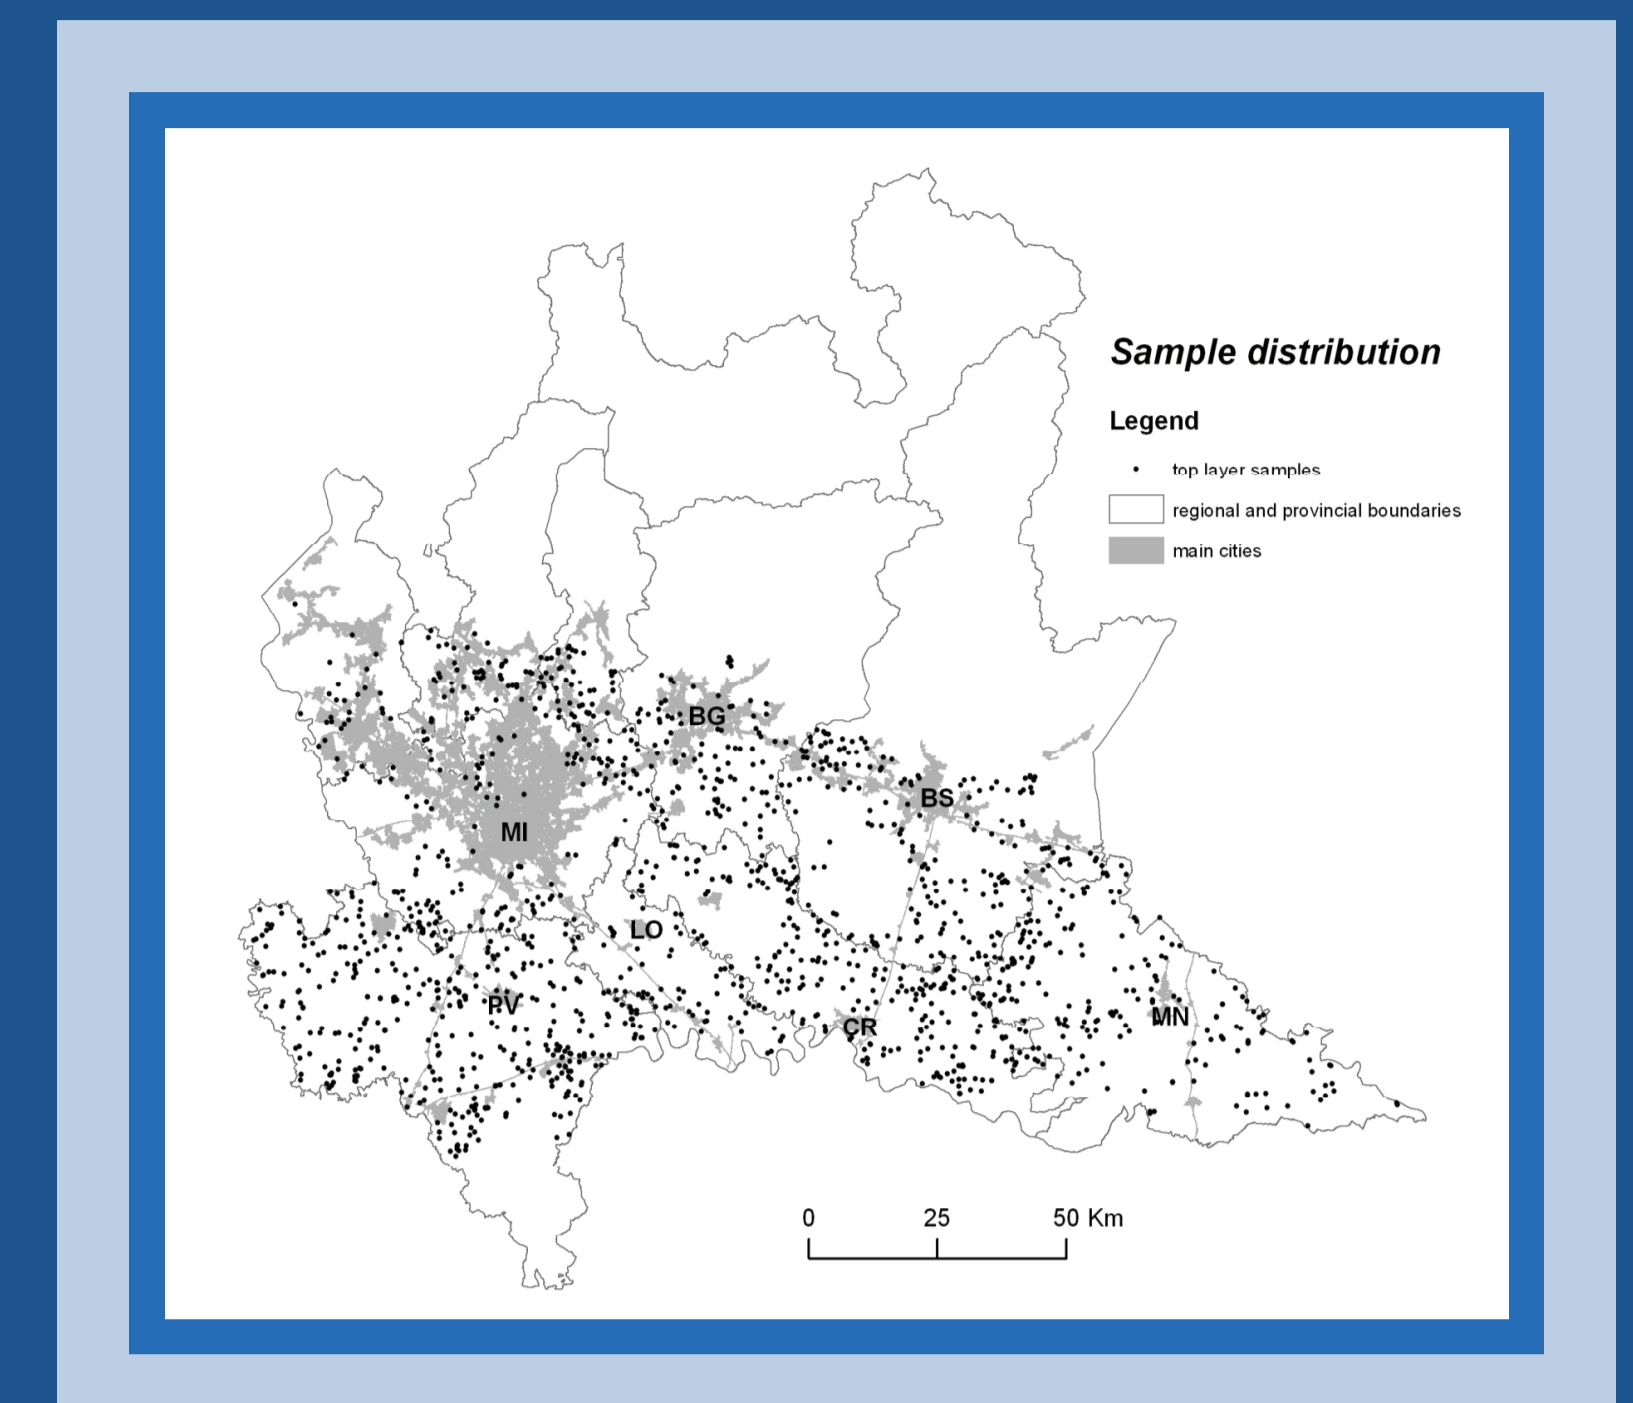 Sample distribution
Legend
top layer samples
regional and provincial boundaries
main cities
BG
BS
MI
LO
PV
CR
MN
0 25 50 Km